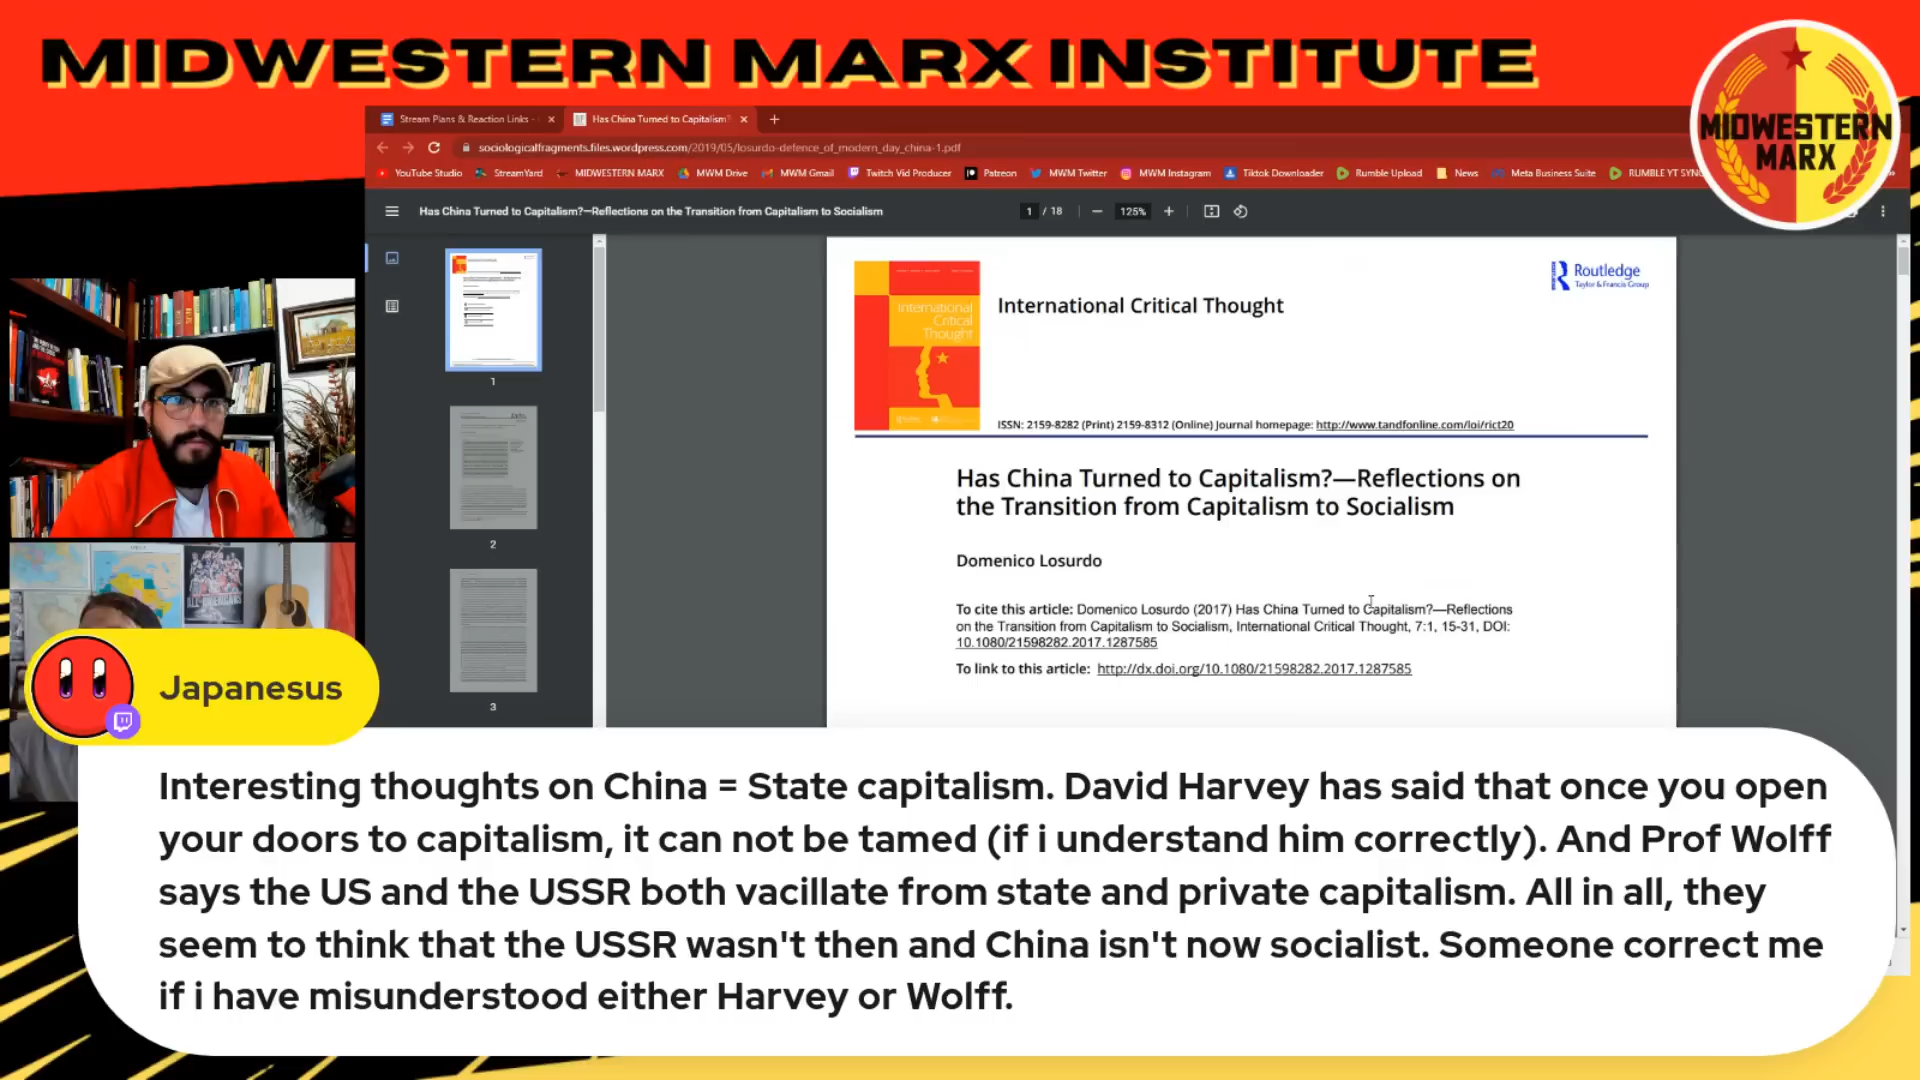 MIDWESTERN MARX INSTITUTE
MIDWESTERN
MARX
Stream Plans & Reaction Links -
Has China Turned to Capitalism?
sociologicalfragments.files.wordpress.com/2019/05/losurdo-defence_of_modern_day_china-1.pdf
YouTube Studio StreamYard MIDWESTERN MARX MWM Drive MWM Gmail Twitch Vid Producer Patreon MWM Twitter MWM Instagram Tiktok Downloader Rumble Upload News Meta Business Suite RUMBLE YT SYNC
Has China Turned to Capitalism?—Reflections on the Transition from Capitalism to Socialism
1 / 18
125%
1
2
3
International
Critical
Thought
International Critical Thought
Routledge
Taylor & Francis Group
ISSN: 2159-8282 (Print) 2159-8312 (Online) Journal homepage: http://www.tandfonline.com/loi/rict20
Has China Turned to Capitalism?—Reflections on
the Transition from Capitalism to Socialism
Domenico Losurdo
To cite this article: Domenico Losurdo (2017) Has China Turned to Capitalism?—Reflections
on the Transition from Capitalism to Socialism, International Critical Thought, 7:1, 15-31, DOI:
10.1080/21598282.2017.1287585
To link to this article: http://dx.doi.org/10.1080/21598282.2017.1287585
ALL-AMERICANS
Japanesus
Interesting thoughts on China = State capitalism. David Harvey has said that once you open
your doors to capitalism, it can not be tamed (if i understand him correctly). And Prof Wolff
says the US and the USSR both vacillate from state and private capitalism. All in all, they
seem to think that the USSR wasn't then and China isn't now socialist. Someone correct me
if i have misunderstood either Harvey or Wolff.